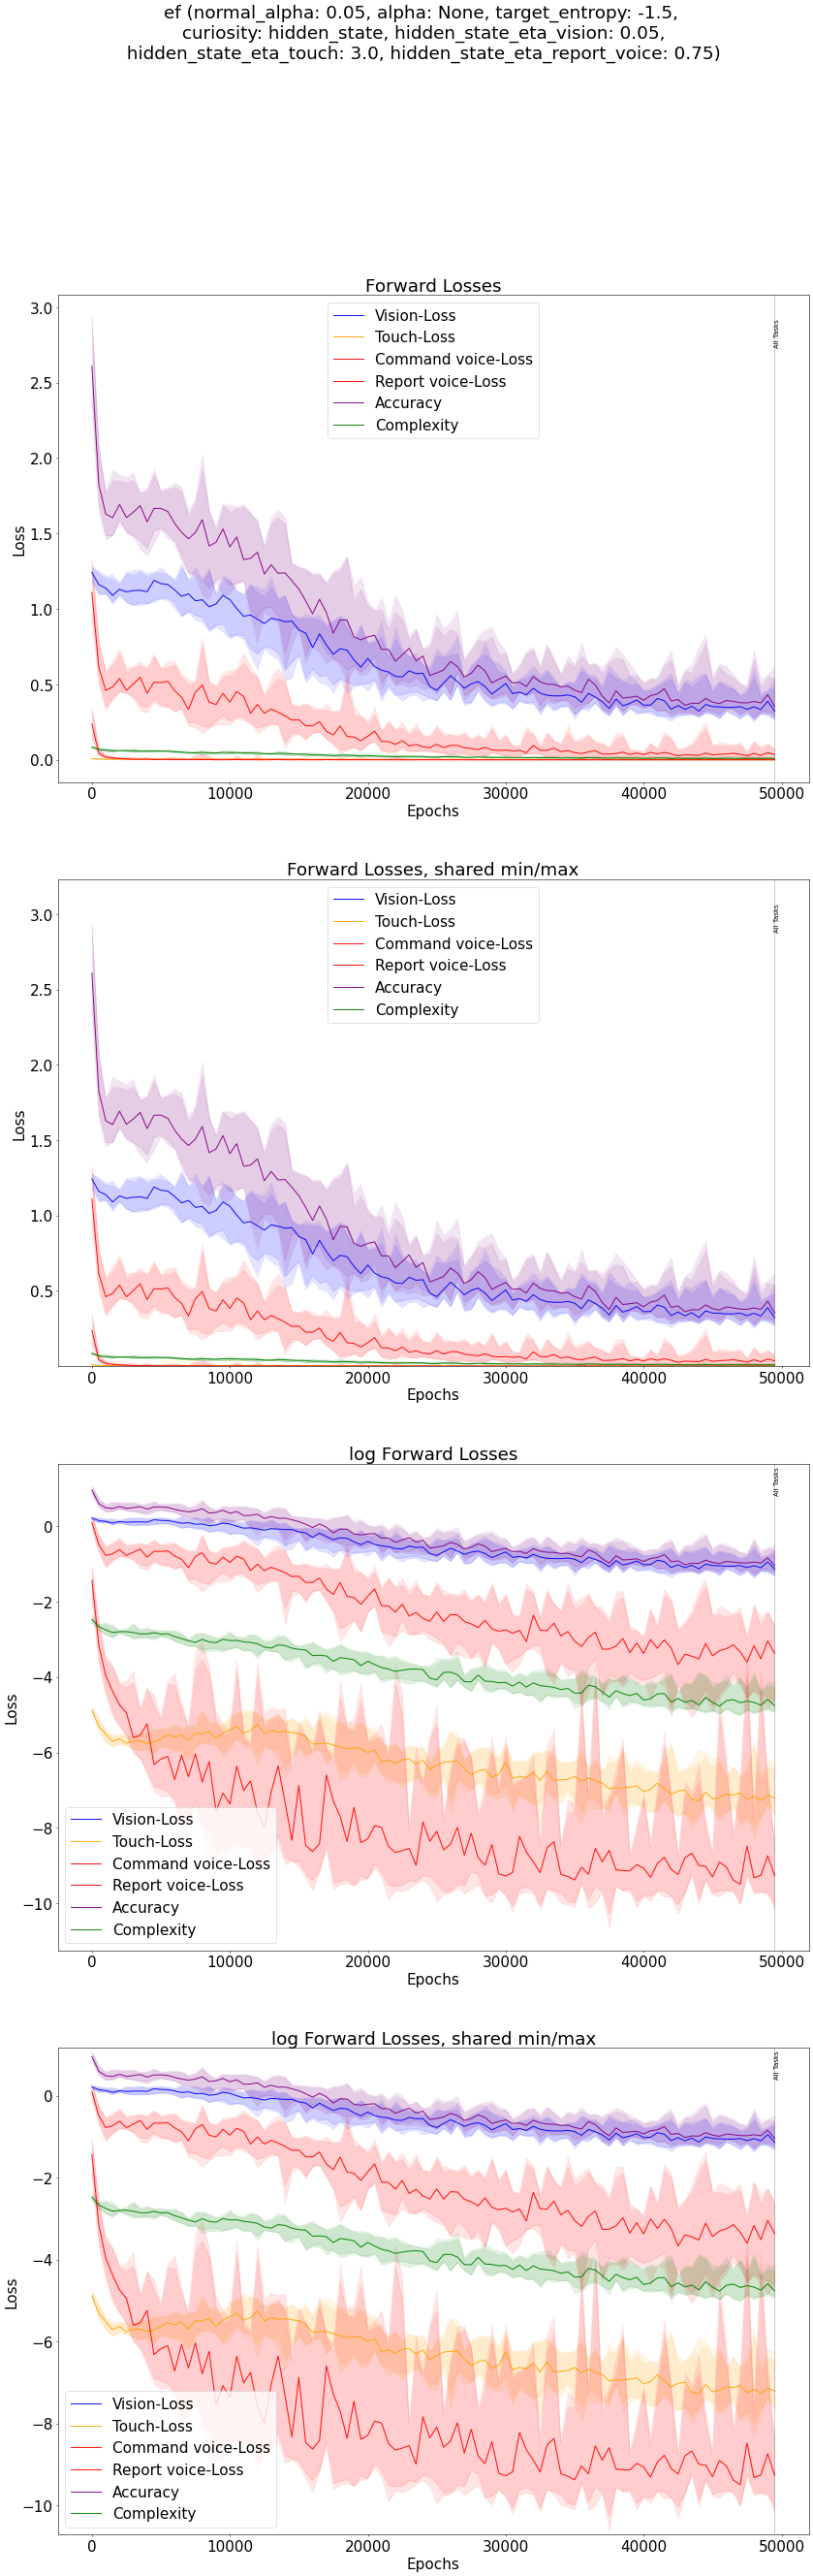 ef (normal_alpha: 0.05, alpha: None, target_entropy: -1.5,
curiosity: hidden_state, hidden_state_eta_vision: 0.05,
hidden_state_eta_touch: 3.0, hidden_state_eta_report_voice: 0.75)
Forward Losses
3.0
2.5
2.0
1.5
1.0
0.5
0.0
Loss
Vision-Loss
Touch-Loss
Command voice-Loss
Report voice-Loss
Accuracy
Complexity
All Tasks
0 10000 20000 30000 40000 50000
Epochs
Forward Losses, shared min/max
3.0
2.5
2.0
1.5
1.0
0.5
Loss
Vision-Loss
Touch-Loss
Command voice-Loss
Report voice-Loss
Accuracy
Complexity
All Tasks
0 10000 20000 30000 40000 50000
Epochs
log Forward Losses
0
−2
−4
−6
−8
−10
Loss
All Tasks
Vision-Loss
Touch-Loss
Command voice-Loss
Report voice-Loss
Accuracy
Complexity
0 10000 20000 30000 40000 50000
Epochs
log Forward Losses, shared min/max
0
−2
−4
−6
−8
−10
Loss
All Tasks
Vision-Loss
Touch-Loss
Command voice-Loss
Report voice-Loss
Accuracy
Complexity
0 10000 20000 30000 40000 50000
Epochs